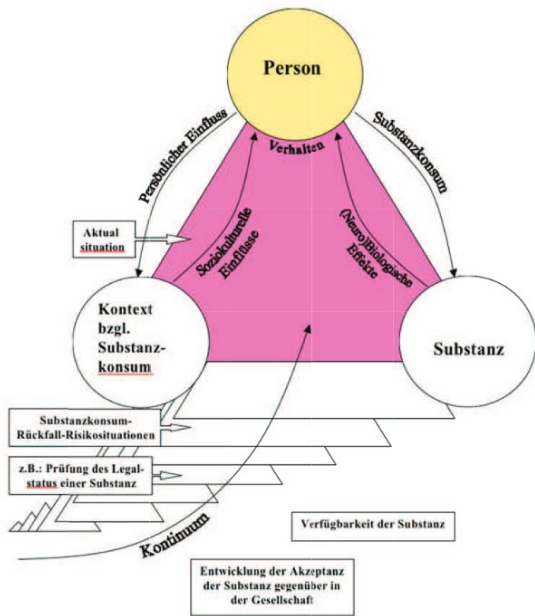 Person
Verhalten
Persönlicher Einfluss
Substanzkonsum
Soziokulturelle
Einflüsse
(Neuro)Biologische
Effekte
Aktual
situation
Kontext
bzgl.
Substanz-
konsum
Substanz
Substanzkonsum-
Rückfall-Risikosituationen
z.B.: Prüfung des Legal-
status einer Substanz
Kontinuum
Verfügbarkeit der Substanz
Entwicklung der Akzeptanz
der Substanz gegenüber in
der Gesellschaft